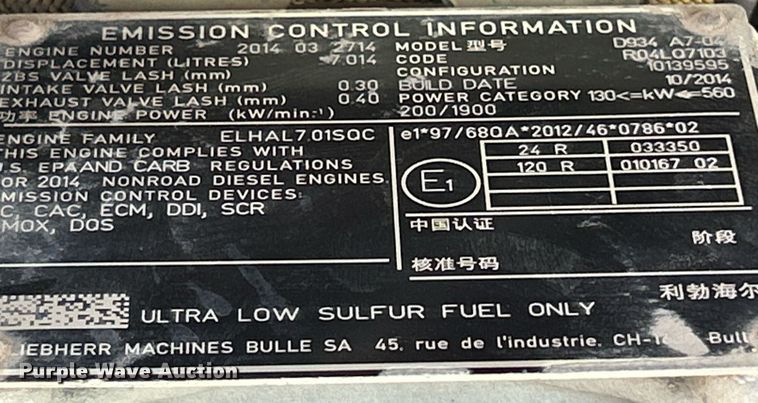 EMISSION CONTROL INFORMATION
ENGINE NUMBER 2014 03 2714
DISPLACEMENT (LITRES) 7.014
ZBS VALVE LASH (mm)
INTAKE VALVE LASH (mm) 0.30
EXHAUST VALVE LASH (mm) 0.40
功率 ENGINE POWER (kW/min⁻¹) 200/1900
MODEL 型号 D934 A7-04
CODE R04L07103
CONFIGURATION 10139595
BUILD DATE 10/2014
POWER CATEGORY 130<=kW<=560
ENGINE FAMILY ELHAL7.01SQC
THIS ENGINE COMPLIES WITH
U.S. EPA AND CARB REGULATIONS
FOR 2014 NONROAD DIESEL ENGINES
EMISSION CONTROL DEVICES:
C, CAC, ECM, DDI, SCR
MOX, DQS
e1*97/68QA*2012/46*0786*02
E1
24 R 033350
120 R 010167 02
中国认证
阶段
核准号码
利勃海尔
ULTRA LOW SULFUR FUEL ONLY
LIEBHERR MACHINES BULLE SA 45, rue de l'industrie, Bull
Purple Wave Auction